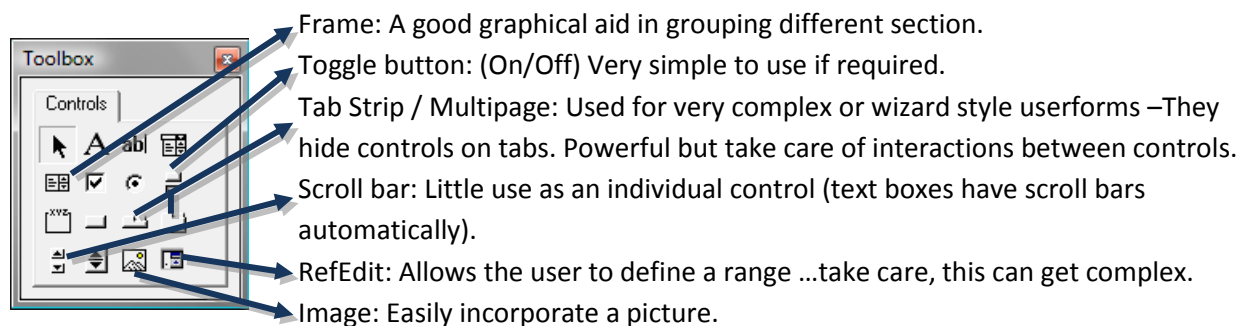 Frame: A good graphical aid in grouping different section.
Toolbox
Toggle button: (On/Off) Very simple to use if required.
Controls
Tab Strip / Multipage: Used for very complex or wizard style userforms –They
hide controls on tabs. Powerful but take care of interactions between controls.
A ab|
Scroll bar: Little use as an individual control (text boxes have scroll bars
automatically).
XYZ
RefEdit: Allows the user to define a range …take care, this can get complex.
Image: Easily incorporate a picture.